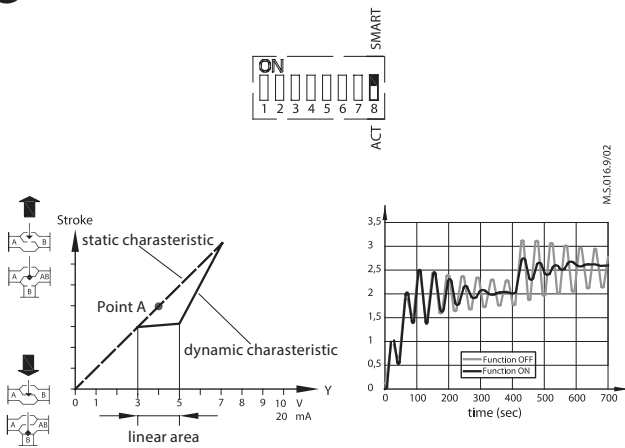 SMART
ON
1 2 3 4 5 6 7 8
ACT
M.S.016.9/02
A B
A AB
B
Stroke
static charasteristic
Point A
dynamic charasteristic
A B
A AB
B
0 1 3 5 7 8 9 10 V Y
20 mA
linear area
3,5
3
2,5
2
1,5
1
0,5
0
0 100 200 300 400 500 600 700
Function OFF
Function ON
time (sec)